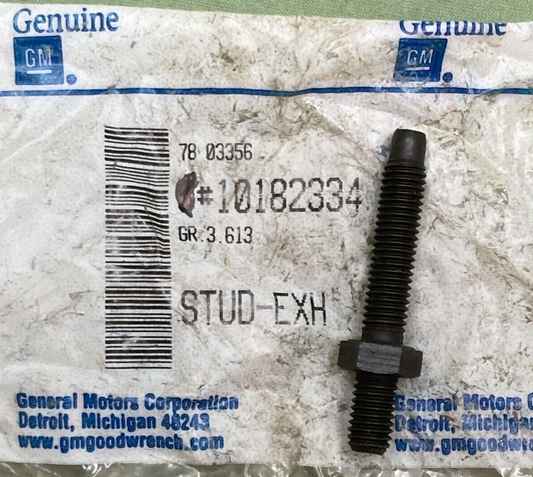 Genuine
GM
Genuine
GM
78 03356
#10182334
GR.3.613
STUD-EXH
General Motors Corporation
Detroit, Michigan 48243
www.gmgoodwrench.com
General Motors C
Detroit, Michigan
www.gmgoodwren